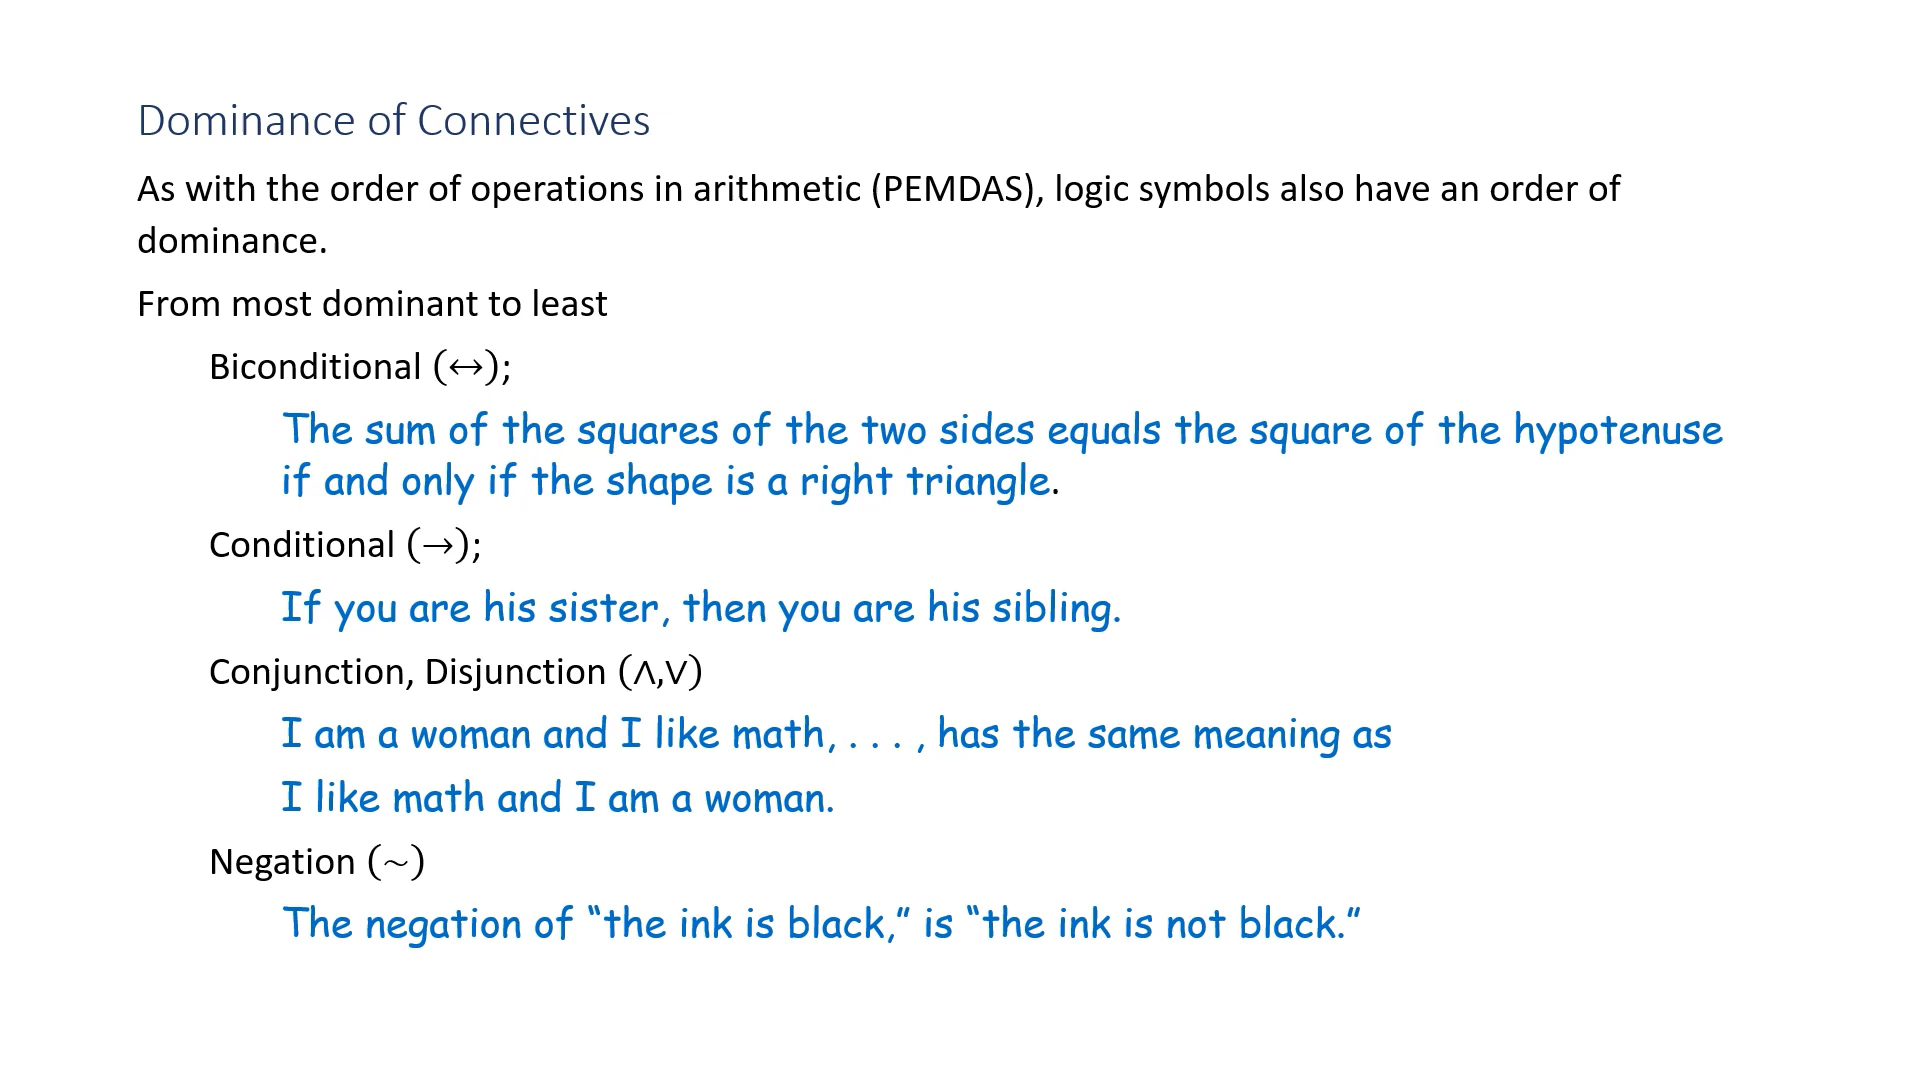 Dominance of Connectives
As with the order of operations in arithmetic (PEMDAS), logic symbols also have an order of
dominance.
From most dominant to least
Biconditional (↔);
The sum of the squares of the two sides equals the square of the hypotenuse
if and only if the shape is a right triangle.
Conditional (→);
If you are his sister, then you are his sibling.
Conjunction, Disjunction (∧,∨)
I am a woman and I like math, . . . , has the same meaning as
I like math and I am a woman.
Negation (~)
The negation of “the ink is black,” is “the ink is not black.”